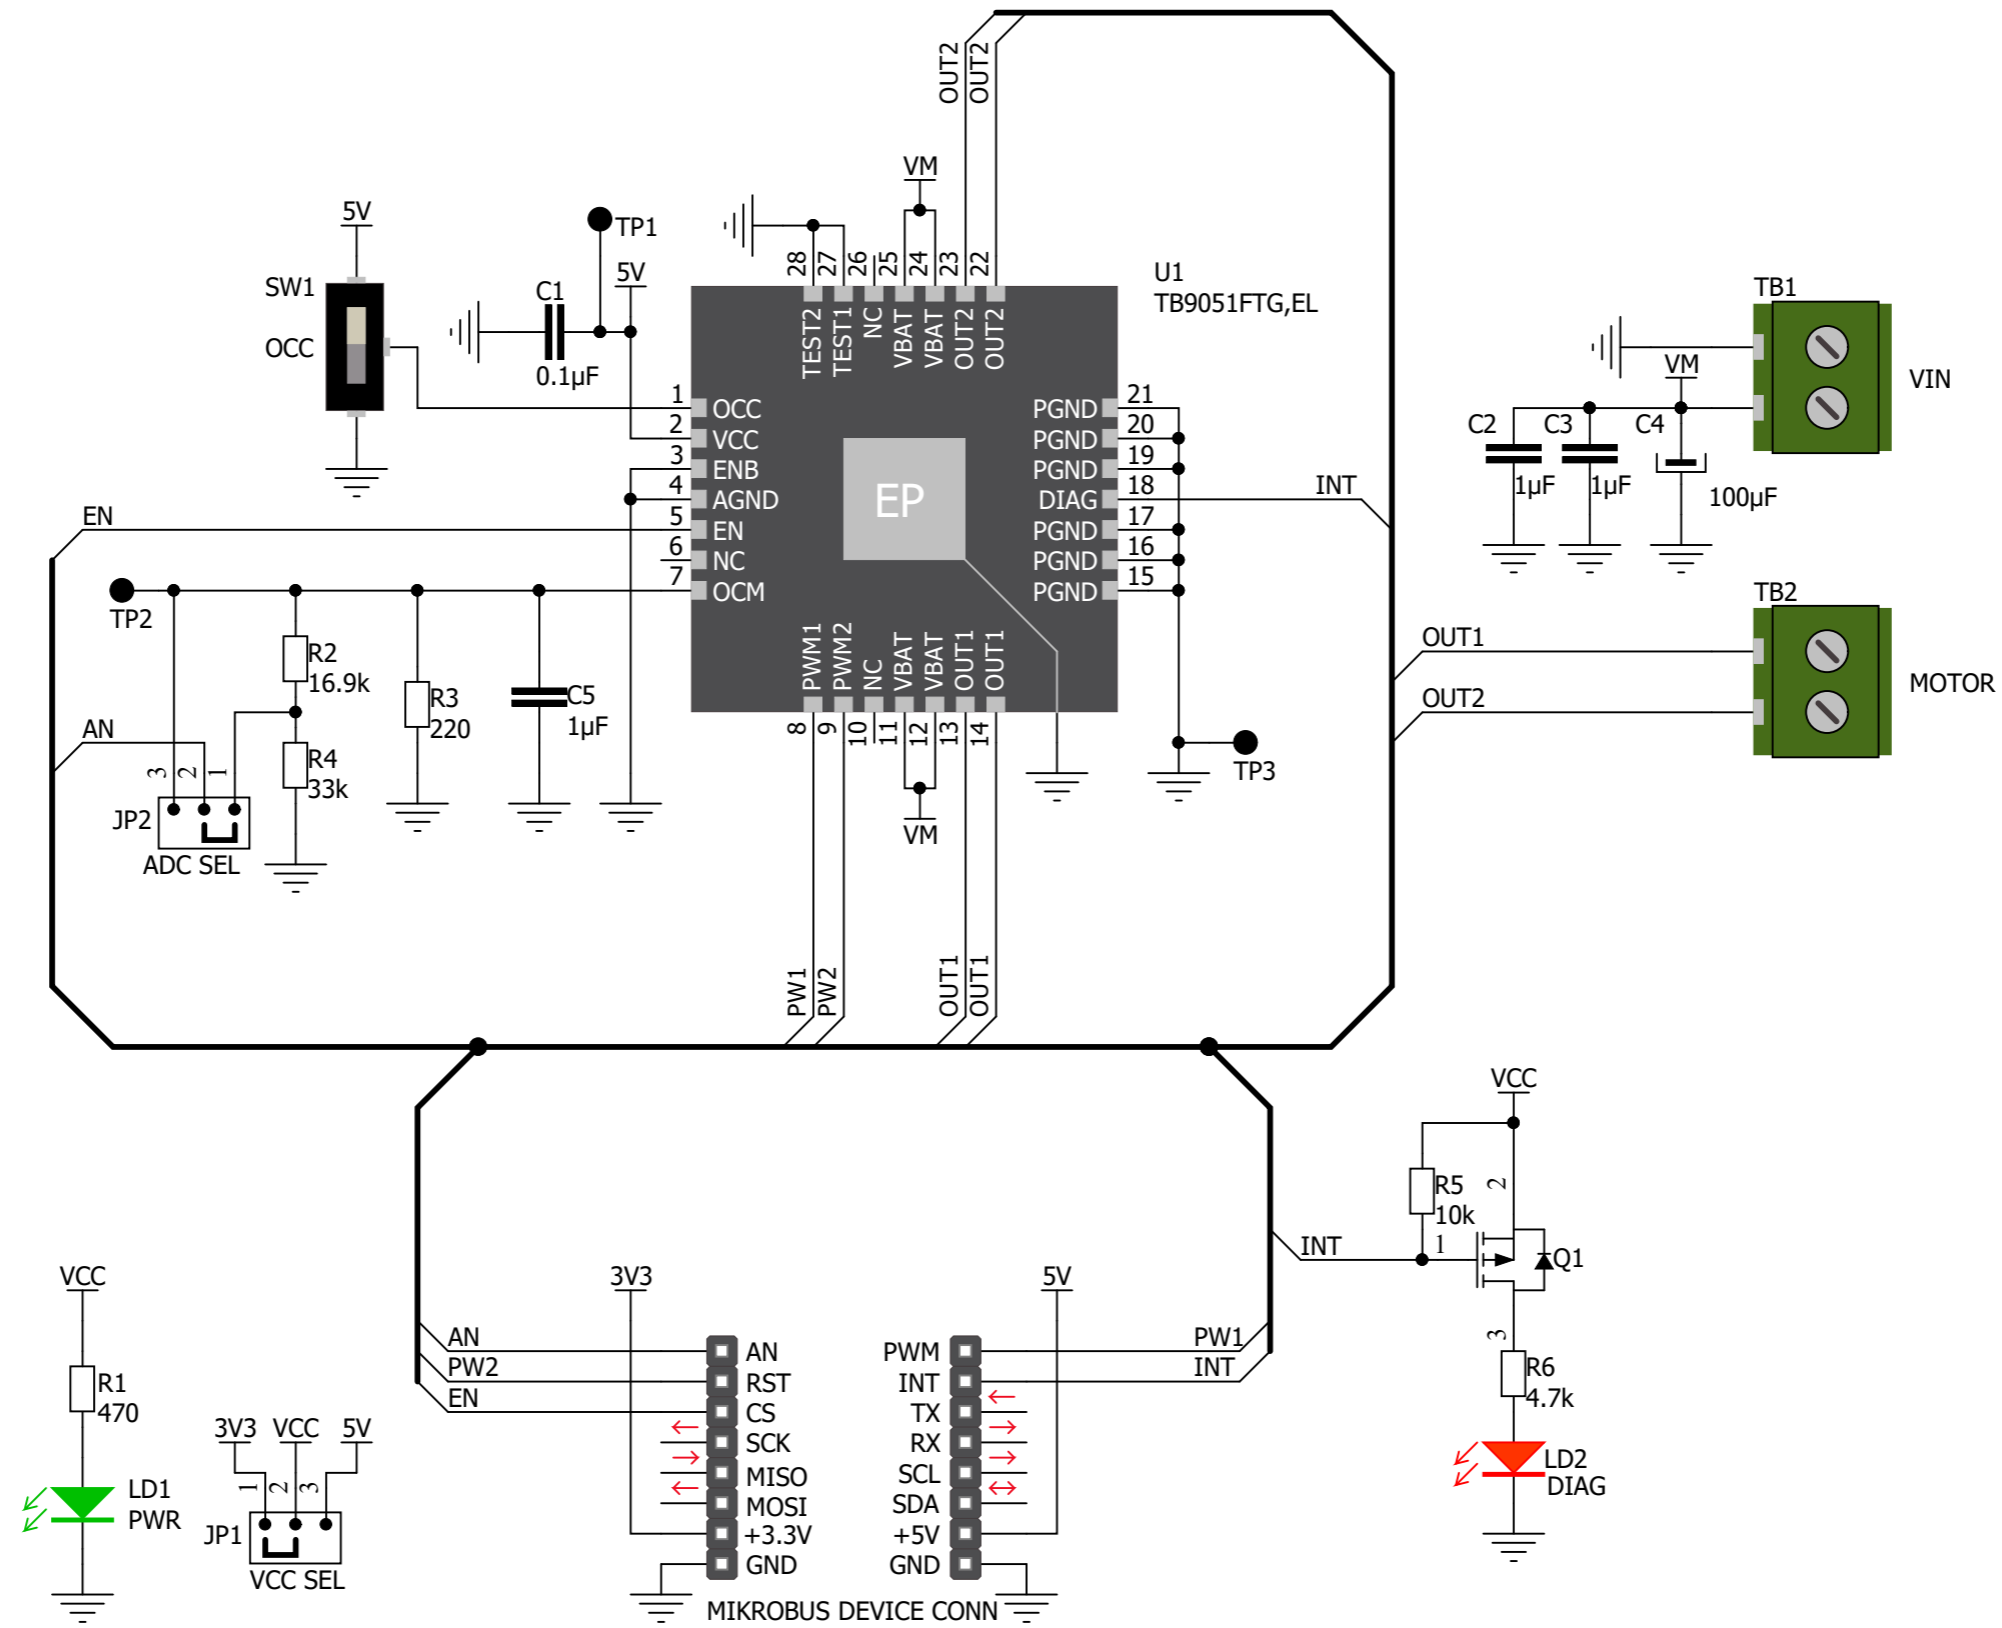 OUT2
OUT2
VM
5V
TP1
SW1
OCC
5V
C1
0.1µF
28
27
26
25
24
23
22
TEST2
TEST1
NC
VBAT
VBAT
OUT2
OUT2
U1
TB9051FTG,EL
1 OCC
2 VCC
3 ENB
4 AGND
5 EN
6 NC
7 OCM
EP
PGND 21
PGND 20
PGND 19
DIAG 18
PGND 17
PGND 16
PGND 15
INT
PWM1
PWM2
NC
VBAT
VBAT
OUT1
OUT1
8
9
10
11
12
13
14
VM
TP3
TB1
VIN
VM
C2
1µF
C3
1µF
C4
100µF
TB2
MOTOR
OUT1
OUT2
EN
TP2
R2
16.9k
R3
220
C5
1µF
AN
R4
33k
3
2
1
JP2
ADC SEL
PW1
PW2
OUT1
OUT1
VCC
R5
10k
2
1
INT
Q1
3
R6
4.7k
LD2
DIAG
VCC
R1
470
LD1
PWR
3V3 VCC 5V
1
2
3
JP1
VCC SEL
3V3
5V
AN
PW2
EN
AN
RST
CS
SCK
MISO
MOSI
+3.3V
GND
PWM
INT
TX
RX
SCL
SDA
+5V
GND
PW1
INT
MIKROBUS DEVICE CONN